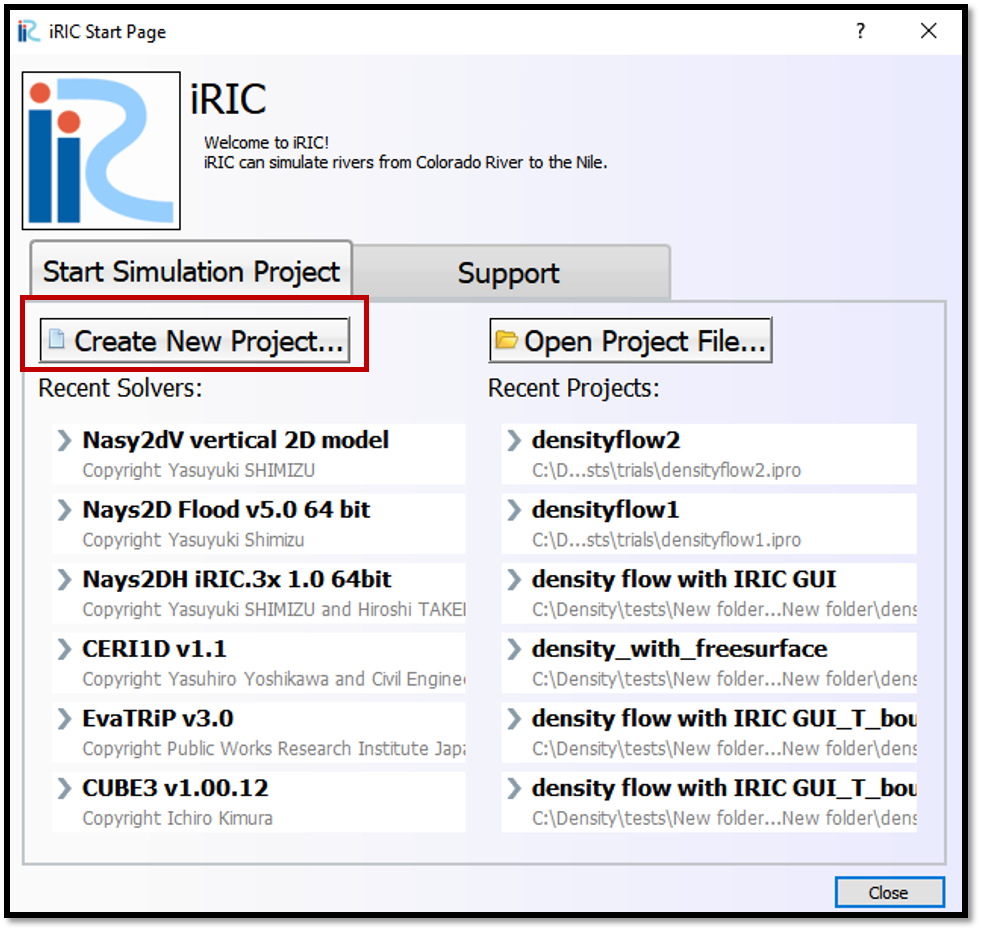 iRIC Start Page
?
iRIC
Welcome to iRIC!
iRIC can simulate rivers from Colorado River to the Nile.
Start Simulation Project
Support
Create New Project...
Open Project File...
Recent Solvers:
Nasy2dV vertical 2D model
Copyright Yasuyuki SHIMIZU
Nays2D Flood v5.0 64 bit
Copyright Yasuyuki Shimizu
Nays2DH iRIC.3x 1.0 64bit
Copyright Yasuyuki SHIMIZU and Hiroshi TAKEI
CERI1D v1.1
Copyright Yasuhiro Yoshikawa and Civil Enginee
EvaTRiP v3.0
Copyright Public Works Research Institute Japa
CUBE3 v1.00.12
Copyright Ichiro Kimura
Recent Projects:
densityflow2
C:\D...sts\trials\densityflow2.ipro
densityflow1
C:\D...sts\trials\densityflow1.ipro
density flow with IRIC GUI
C:\Density\tests\New folder...New folder\dens
density_with_freesurface
C:\Density\tests\New folder...New folder\dens
density flow with IRIC GUI_T_bou
C:\Density\tests\New folder...New folder\dens
density flow with IRIC GUI_T_bou
C:\Density\tests\New folder...New folder\dens
Close